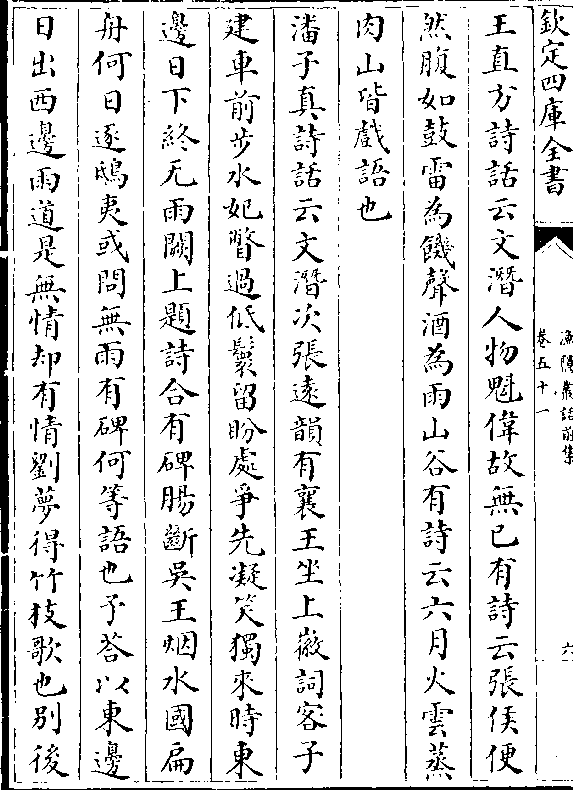 欽定四庫全書
漁隱叢話前集
卷五十一
六
王直方詩話云文潛人物魁偉故無已有詩云張侯便
然腹如鼓雷為饑聲酒為雨山谷有詩云六月火雲蒸
肉山皆戲語也
潘子真詩話云文潛次張遠韻有襄王坐上徵詞客子
建車前步水妃瞥過低鬟留盼處爭先凝笑獨來時東
邊日下終无雨闕上題詩合有碑腸斷吳王烟水國扁
舟何日逐鴟夷或問無雨有碑何等語也予荅以東邊
日出西邊雨道是無情却有情劉夢得竹枝歌也别後